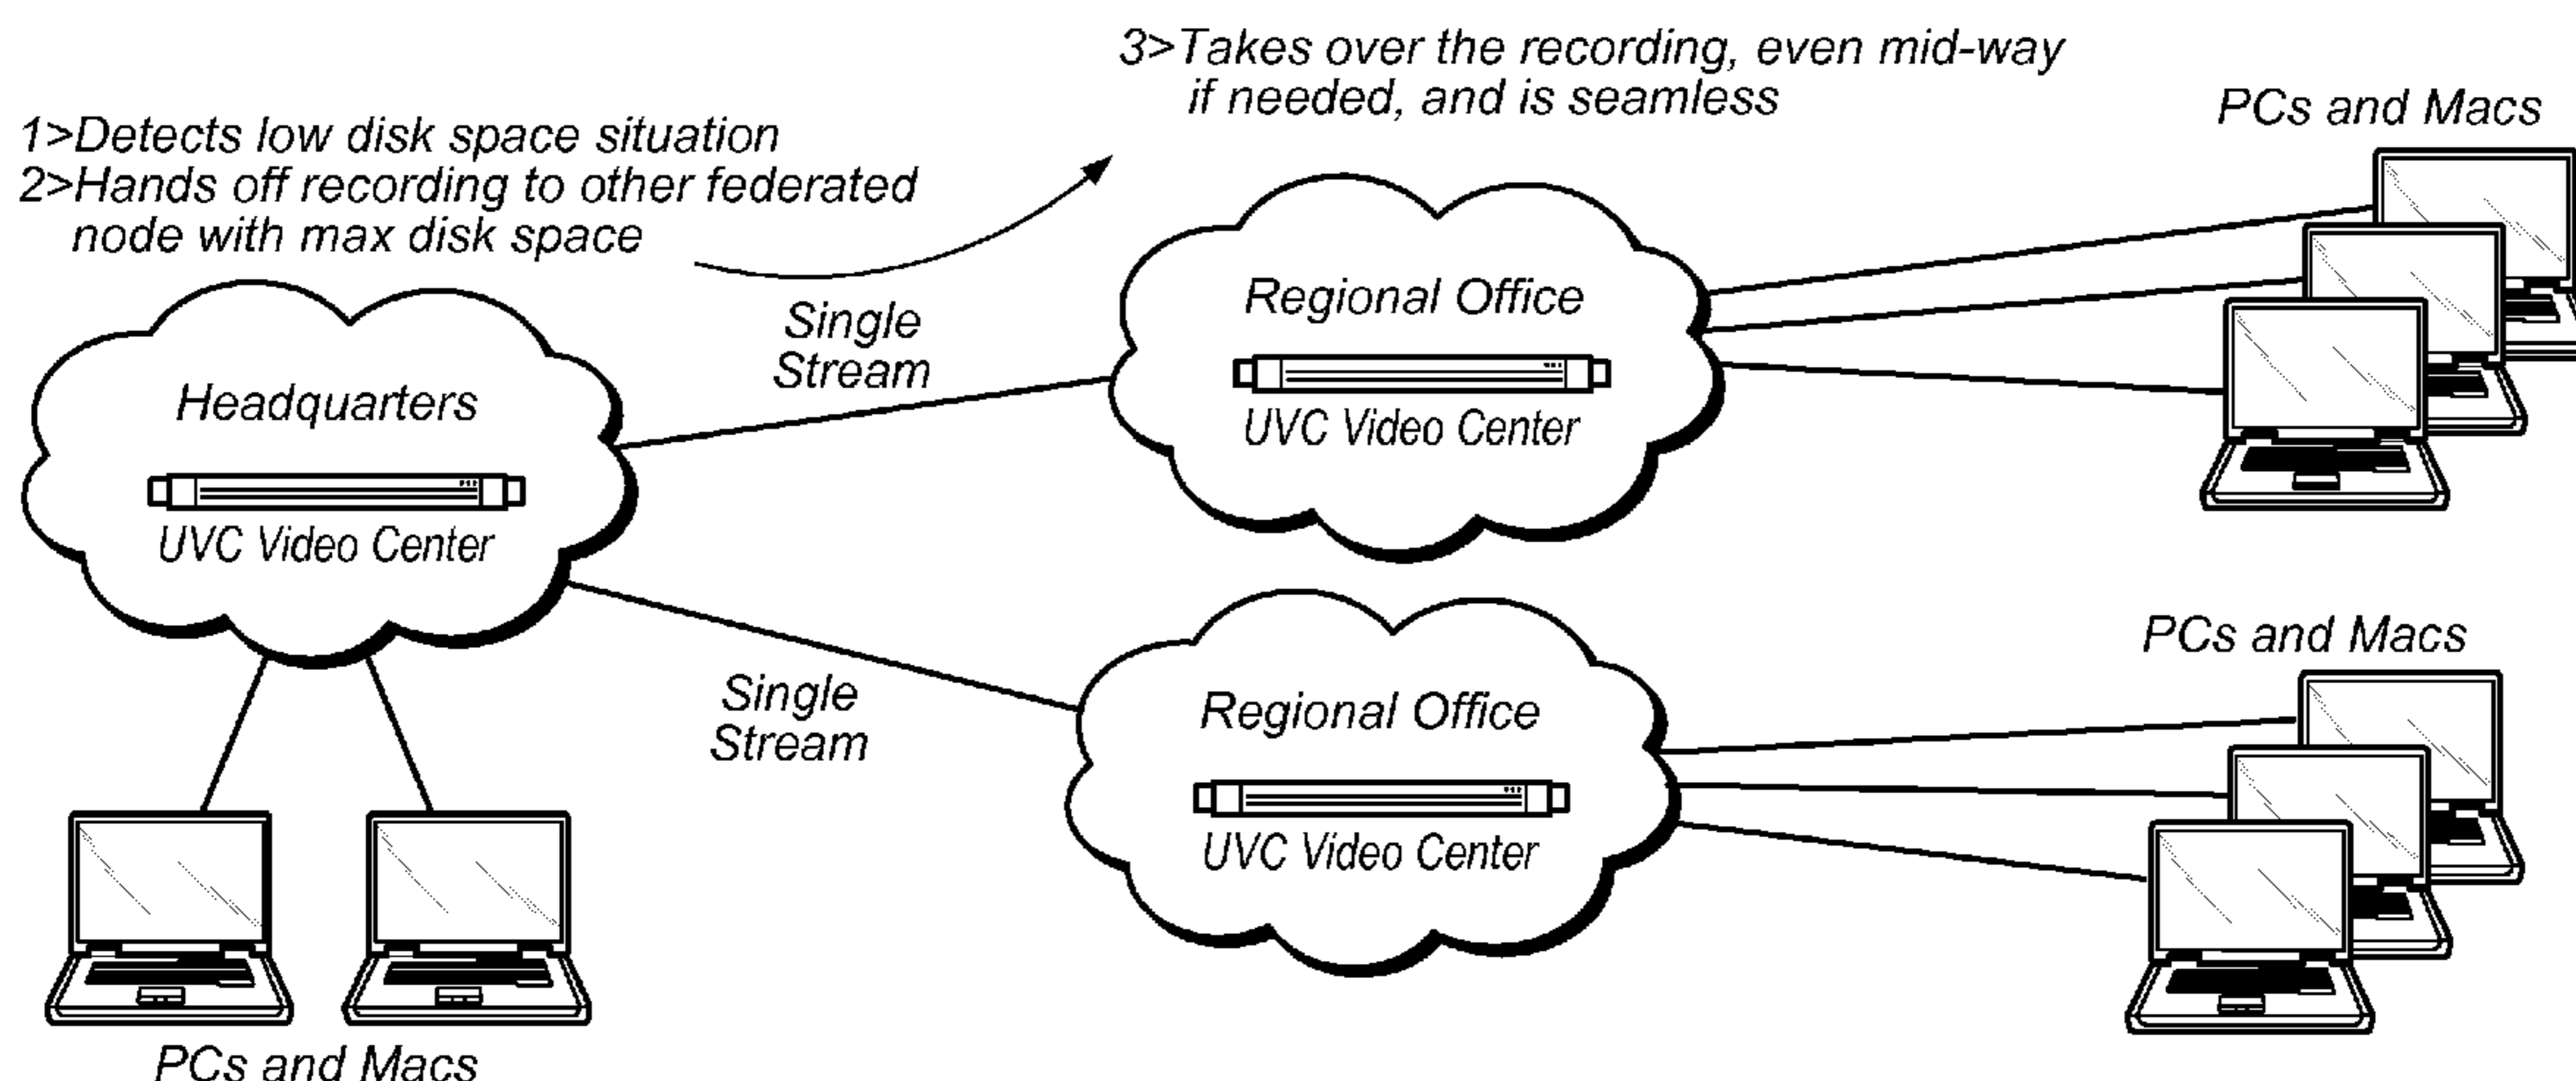 3>Takes over the recording, even mid-way
if needed, and is seamless
PCs and Macs
1>Detects low disk space situation
2>Hands off recording to other federated
node with max disk space
Single
Stream
Regional Office
UVC Video Center
Headquarters
UVC Video Center
Single
Stream
Regional Office
UVC Video Center
PCs and Macs
PCs and Macs